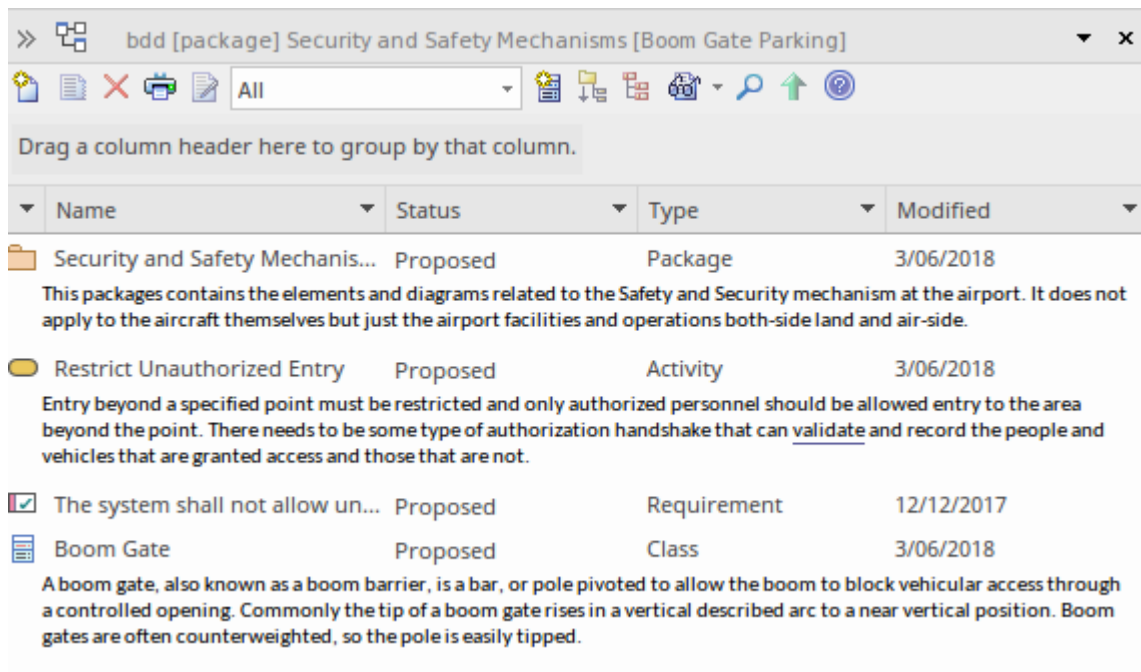 bdd [package] Security and Safety Mechanisms [Boom Gate Parking]
All
Drag a column header here to group by that column.
Name Status Type Modified
Security and Safety Mechanis... Proposed Package 3/06/2018
This packages contains the elements and diagrams related to the Safety and Security mechanism at the airport. It does not
apply to the aircraft themselves but just the airport facilities and operations both-side land and air-side.
Restrict Unauthorized Entry Proposed Activity 3/06/2018
Entry beyond a specified point must be restricted and only authorized personnel should be allowed entry to the area
beyond the point. There needs to be some type of authorization handshake that can validate and record the people and
vehicles that are granted access and those that are not.
The system shall not allow un... Proposed Requirement 12/12/2017
Boom Gate Proposed Class 3/06/2018
A boom gate, also known as a boom barrier, is a bar, or pole pivoted to allow the boom to block vehicular access through
a controlled opening. Commonly the tip of a boom gate rises in a vertical described arc to a near vertical position. Boom
gates are often counterweighted, so the pole is easily tipped.